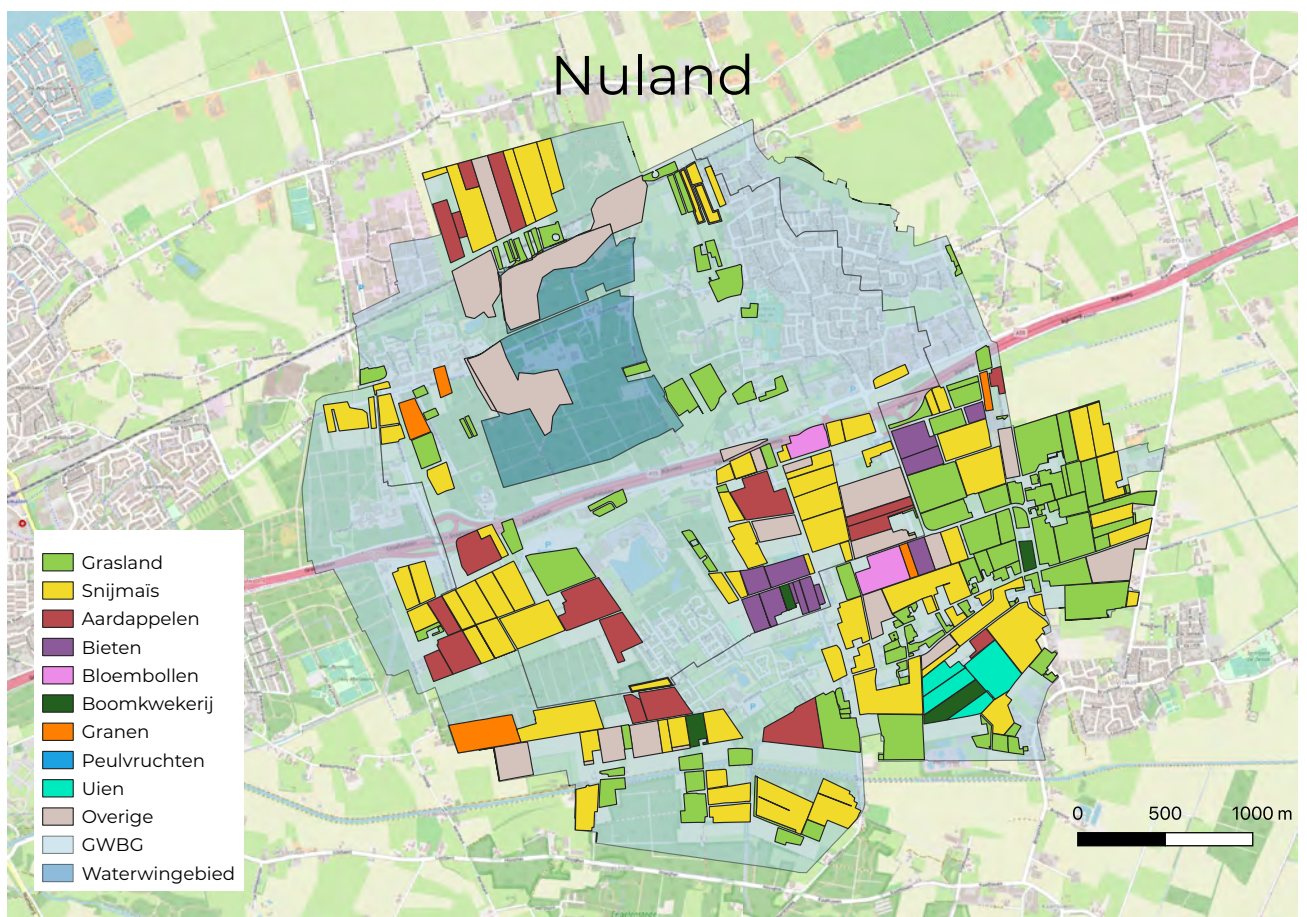 Nuland
Grasland
Snijmaïs
Aardappelen
Bieten
Bloembollen
Boomkwekerij
Granen
Peulvruchten
Uien
Overige
GWBG
Waterwingebied
0 500 1000 m